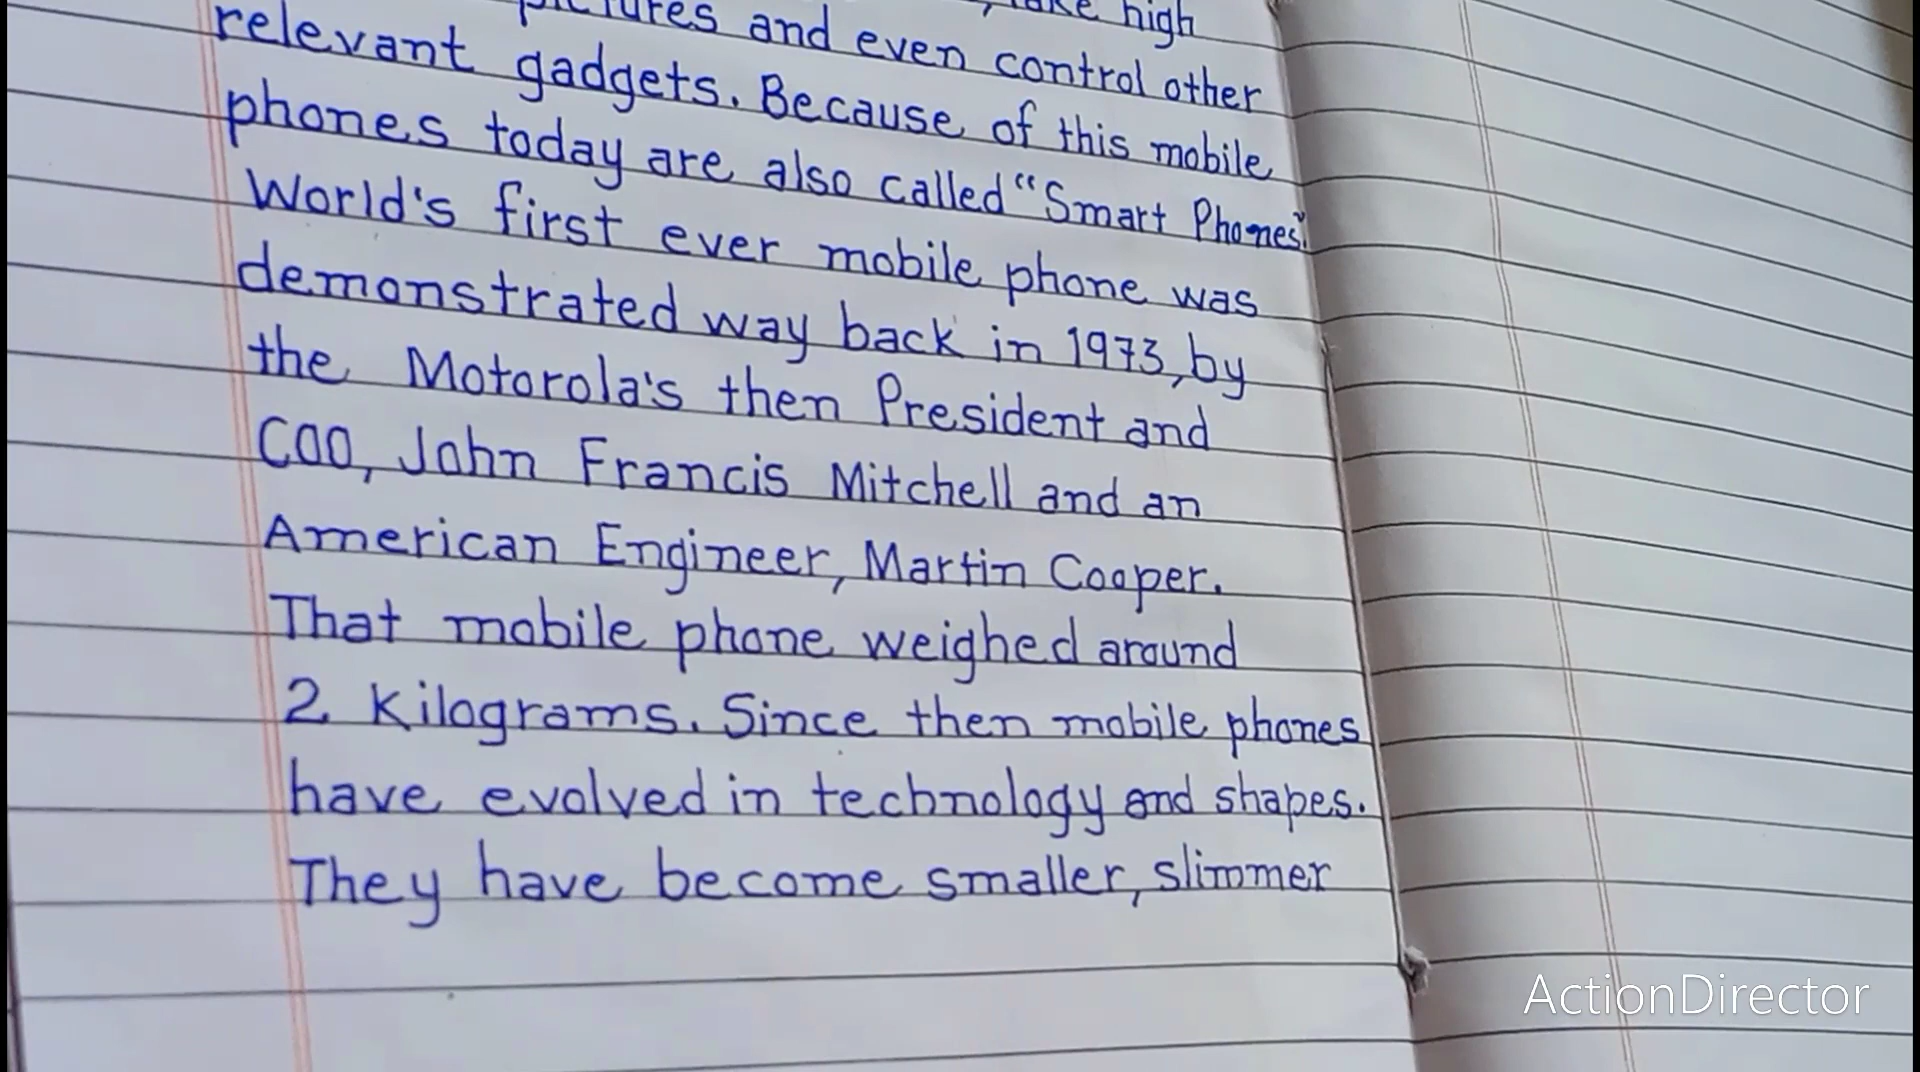 pictures and even control other
relevant gadgets. Because of this mobile
phones today are also called "Smart Phones".
World's first ever mobile phone was
demonstrated way back in 1973, by
the Motorola's then President and
COO, John Francis Mitchell and an
American Engineer, Martin Cooper.
That mobile phone weighed around
2 Kilograms. Since then mobile phones
have evolved in technology and shapes.
They have become smaller, slimmer
ActionDirector